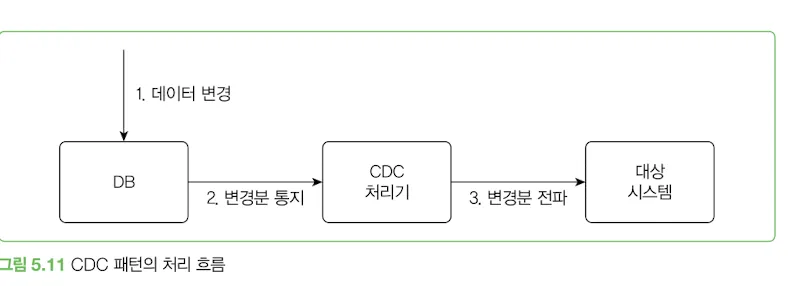 1. 데이터 변경
DB
2. 변경분 통지
CDC
처리기
3. 변경분 전파
대상
시스템
그림 5.11 CDC 패턴의 처리 흐름